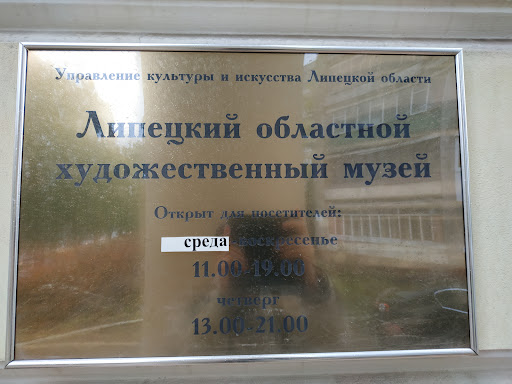 Управление культуры и искусства Липецкой области
Липецкий областной
художественный музей
Открыт для посетителей:
среда воскресенье
11.00-19.00
четверг
13.00-21.00